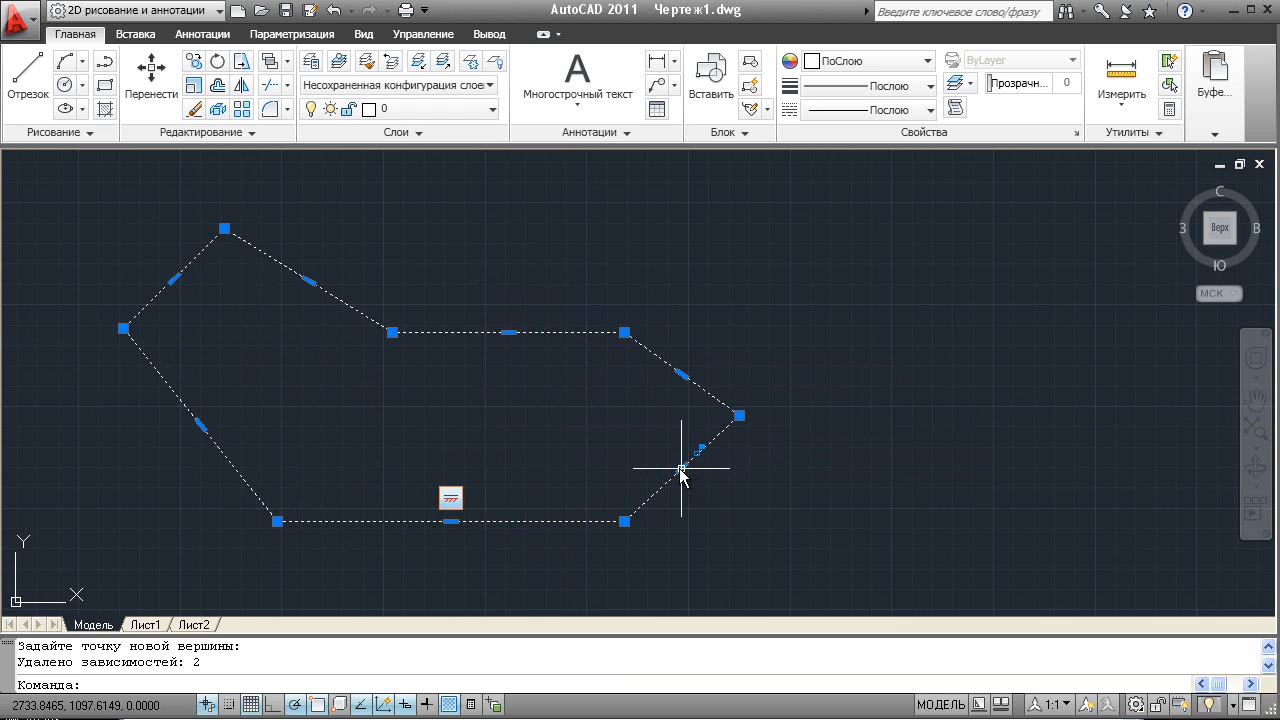 2D рисование и аннотации
AutoCAD 2011 Чертеж1.dwg
Введите ключевое слово/фразу
Главная Вставка Аннотации Параметризация Вид Управление Вывод
Отрезок
Перенести
Несохраненная конфигурация слоев
0
Многострочный текст
Вставить
ПоСлою
Послою
Послою
ByLayer
Прозрачн... 0
Измерить
Буфе...
Рисование Редактирование Слои Аннотации Блок Свойства Утилиты
С
З Верх В
Ю
МСК
Y
X
Модель Лист1 Лист2
Задайте точку новой вершины:
Удалено зависимостей: 2
Команда:
2733.8465, 1097.6149, 0.0000
МОДЕЛЬ 1:1